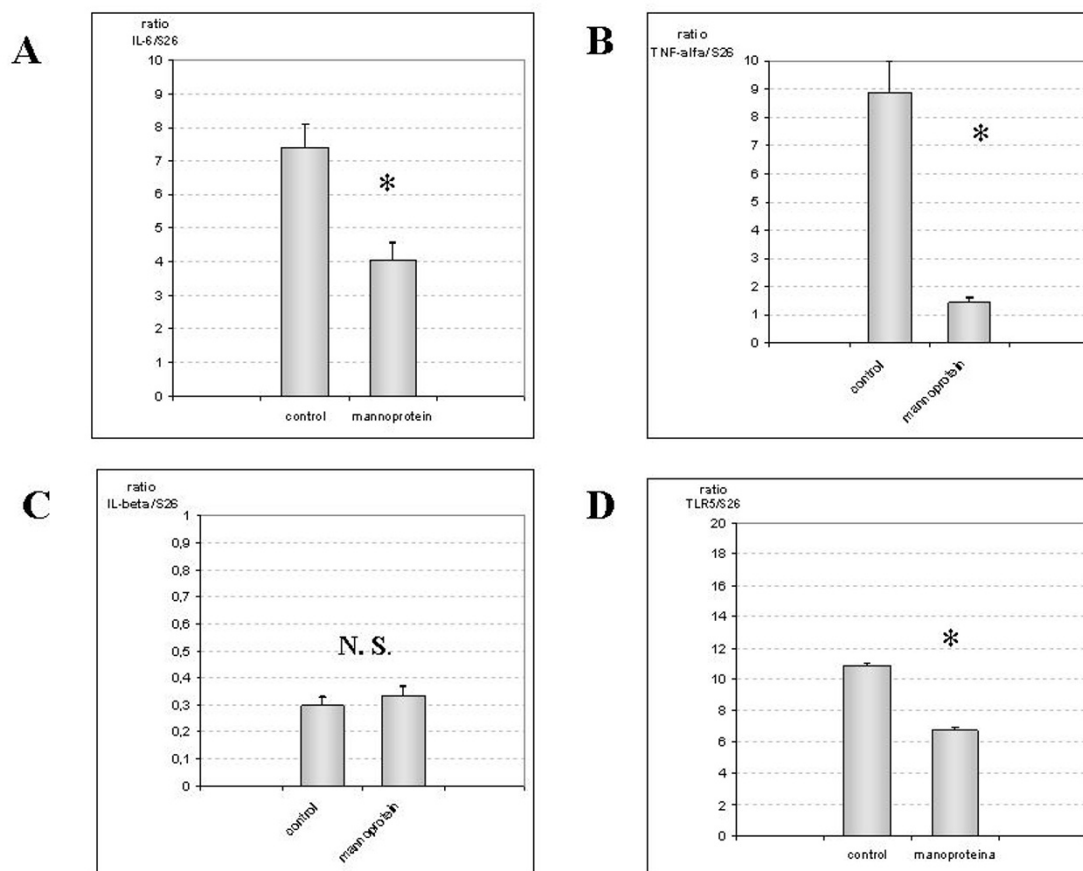 A
ratio
IL-6/S26
10
9
8
7
6
5
4
3
2
1
0
*
control mannoprotein
B
ratio
TNF-alfa/S26
10
9
8
7
6
5
4
3
2
1
0
*
control
mannoprotein
C
ratio
IL-beta/S26
1
0,9
0,8
0,7
0,6
0,5
0,4
0,3
0,2
0,1
0
N. S.
control
mannoprotein
D
ratio
TLR5/S26
20
18
16
14
12
10
8
6
4
2
0
*
control manoproteina